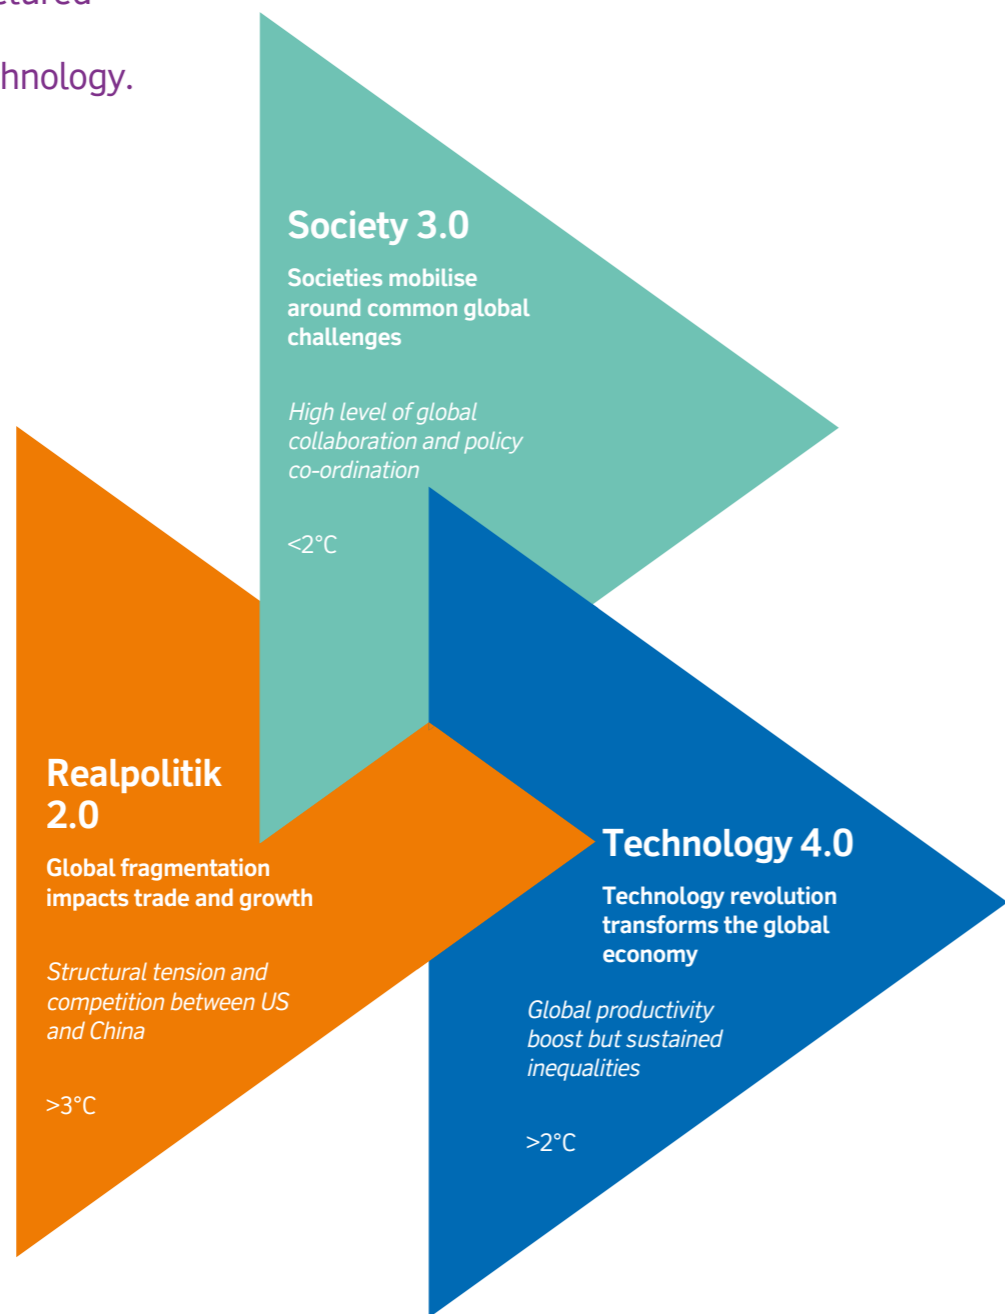 chnology.
Society 3.0
Societies mobilise
around common global
challenges
High level of global
collaboration and policy
co-ordination
<2°C
Realpolitik
2.0
Global fragmentation
impacts trade and growth
Structural tension and
competition between US
and China
>3°C
Technology 4.0
Technology revolution
transforms the global
economy
Global productivity
boost but sustained
inequalities
>2°C